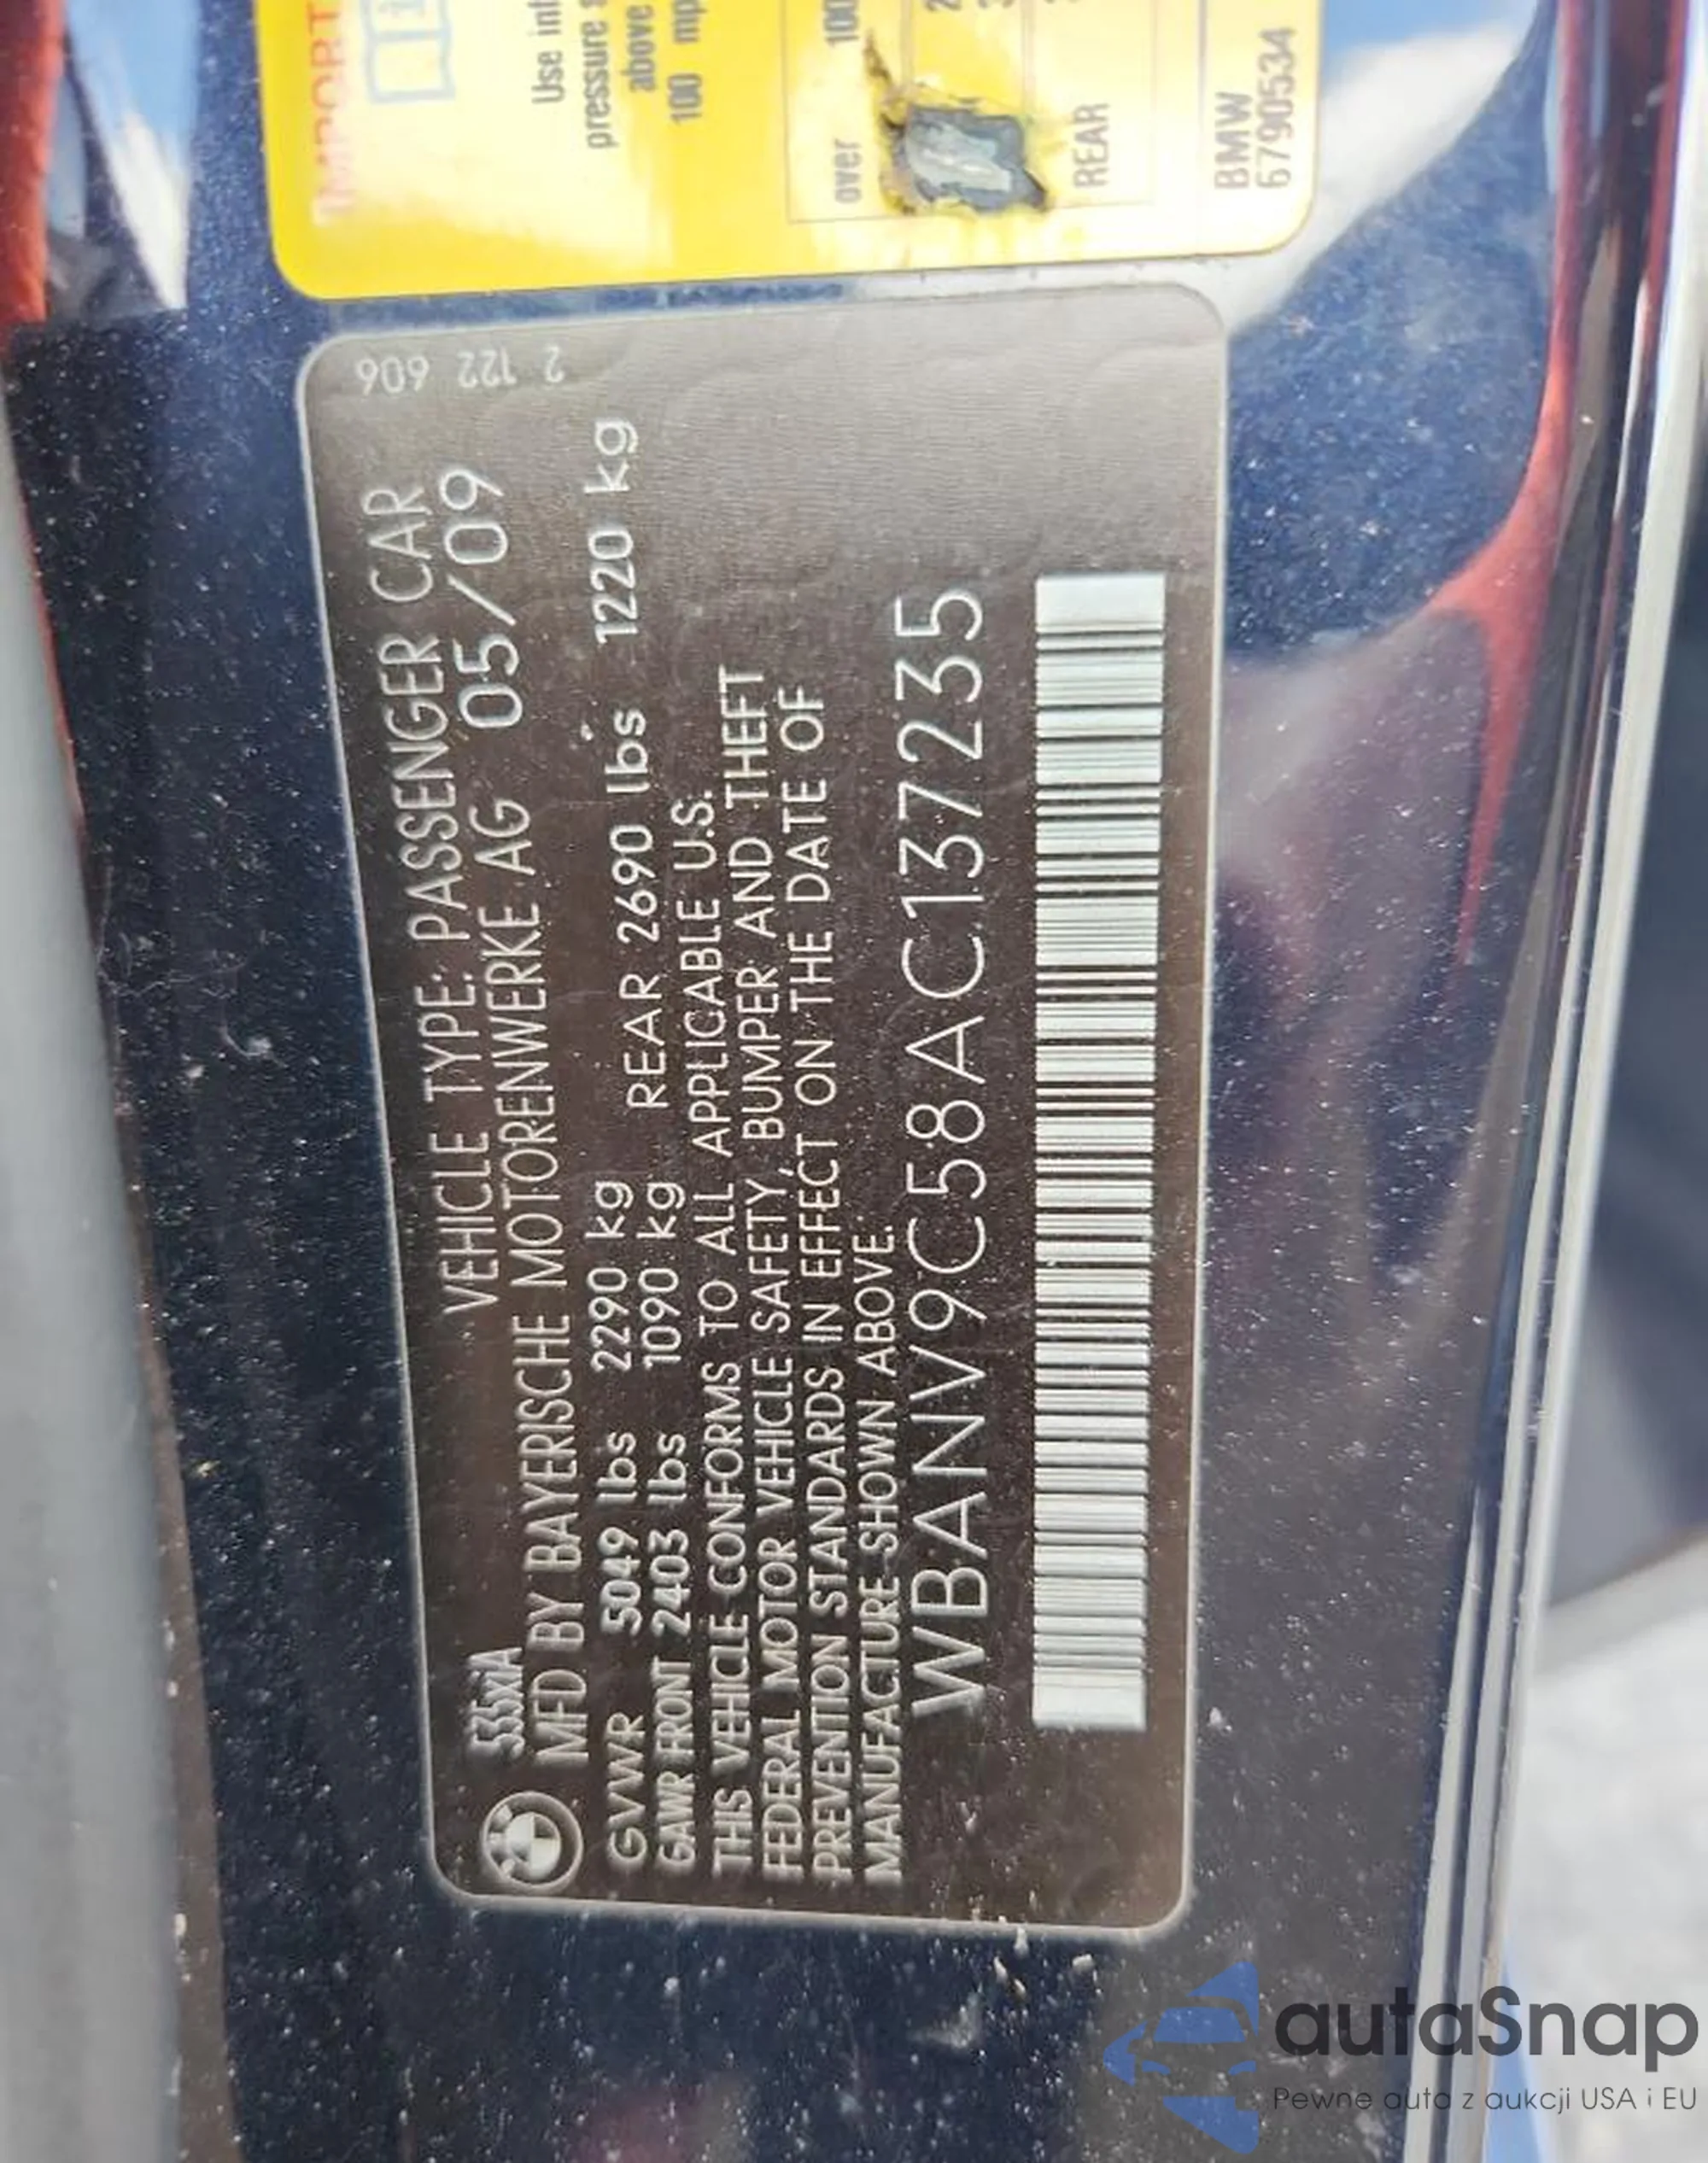 535xiA VEHICLE TYPE: PASSENGER CAR
MFD BY BAYERISCHE MOTORENWERKE AG 05/09
GVWR 5049 lbs 2290 kg
GAWR FRONT 2403 lbs 1090 kg REAR 2690 lbs 1220 kg
THIS VEHICLE CONFORMS TO ALL APPLICABLE U.S.
FEDERAL MOTOR VEHICLE SAFETY, BUMPER AND THEFT
PREVENTION STANDARDS IN EFFECT ON THE DATE OF
MANUFACTURE SHOWN ABOVE.
WBANV9C58AC137235
2 122 606
Use
pressure
above
100
over 100
REAR
BMW
6790534
autaSnap
Pewne auta z aukcji USA i EU